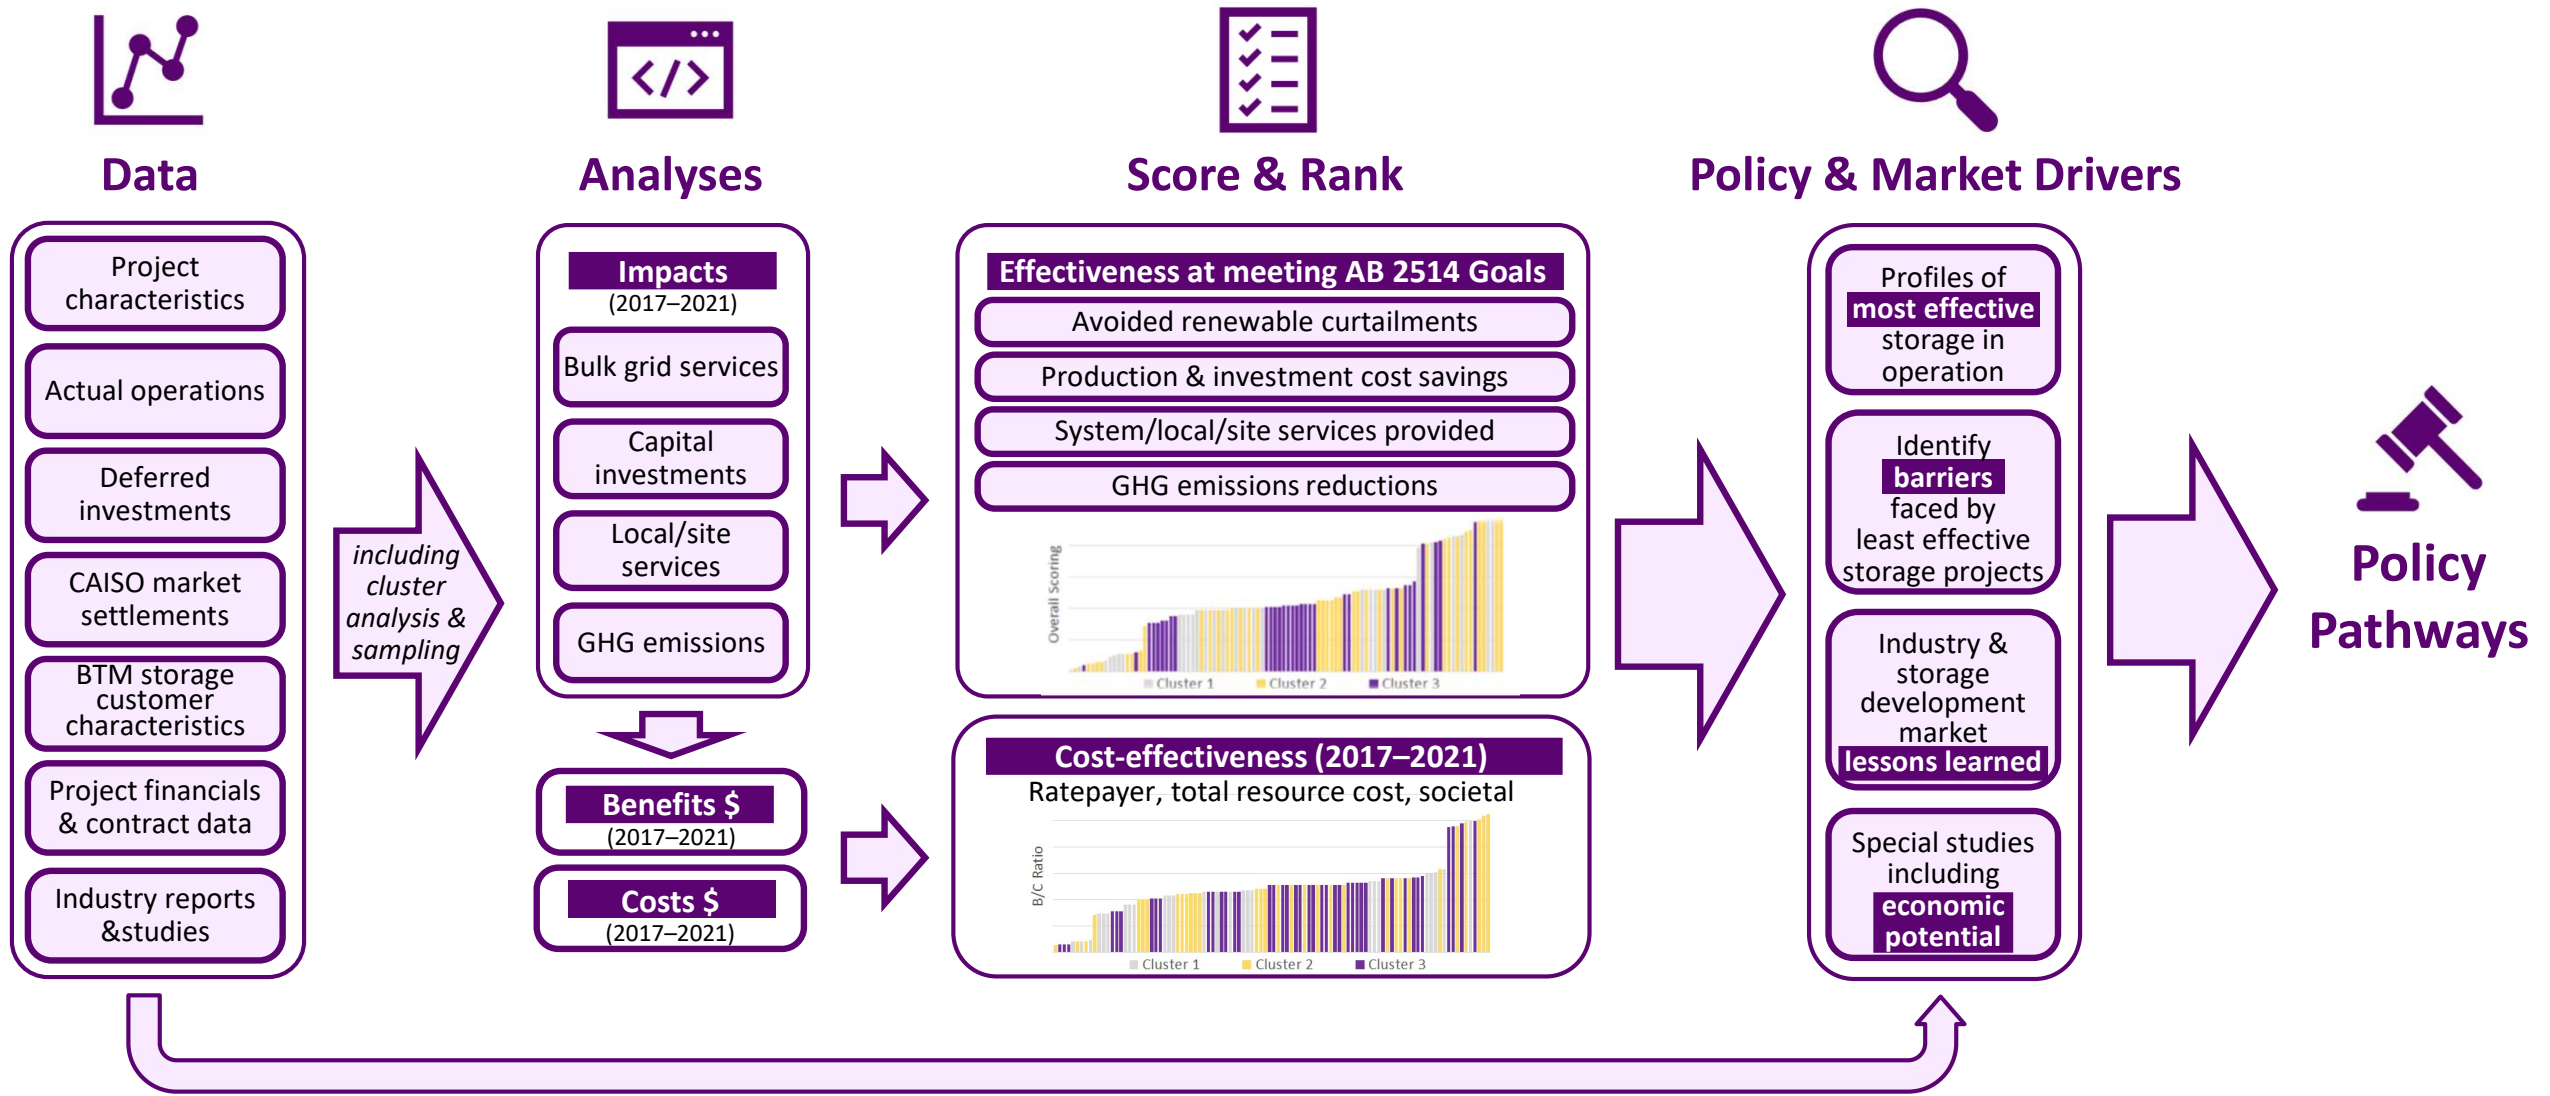 Data
Project
characteristics
Actual operations
Deferred
investments
CAISO market
settlements
BTM storage
customer
characteristics
Project financials
& contract data
Industry reports
&studies
including
cluster
analysis &
sampling
</>
Analyses
Impacts
(2017–2021)
Bulk grid services
Capital
investments
Local/site
services
GHG emissions
Benefits $
(2017–2021)
Costs $
(2017–2021)
Score & Rank
Effectiveness at meeting AB 2514 Goals
Avoided renewable curtailments
Production & investment cost savings
System/local/site services provided
GHG emissions reductions
Overall Scoring
Cluster 1 Cluster 2 Cluster 3
Cost-effectiveness (2017–2021)
Ratepayer, total resource cost, societal
B/C Ratio
Cluster 1 Cluster 2 Cluster 3
Policy & Market Drivers
Profiles of
most effective
storage in
operation
Identify
barriers
faced by
least effective
storage projects
Industry &
storage
development
market
lessons learned
Special studies
including
economic
potential
Policy
Pathways